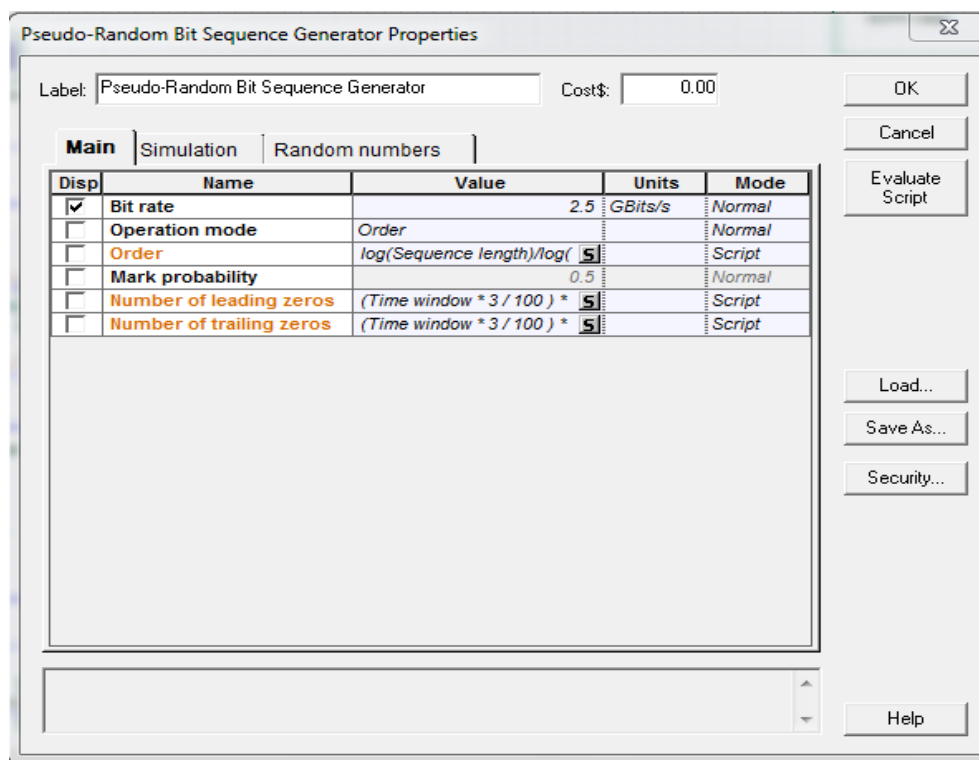 Pseudo-Random Bit Sequence Generator Properties
Label: Pseudo-Random Bit Sequence Generator Cost$: 0.00 OK
Cancel
Main Simulation Random numbers
Evaluate Script
Disp Name Value Units Mode
Bit rate 2.5 GBits/s Normal
Operation mode Order Normal
Order log(Sequence length)/log( S Script
Mark probability 0.5 Normal
Number of leading zeros (Time window * 3 / 100 ) * S Script
Number of trailing zeros (Time window * 3 / 100 ) * S Script
Load...
Save As...
Security...
Help